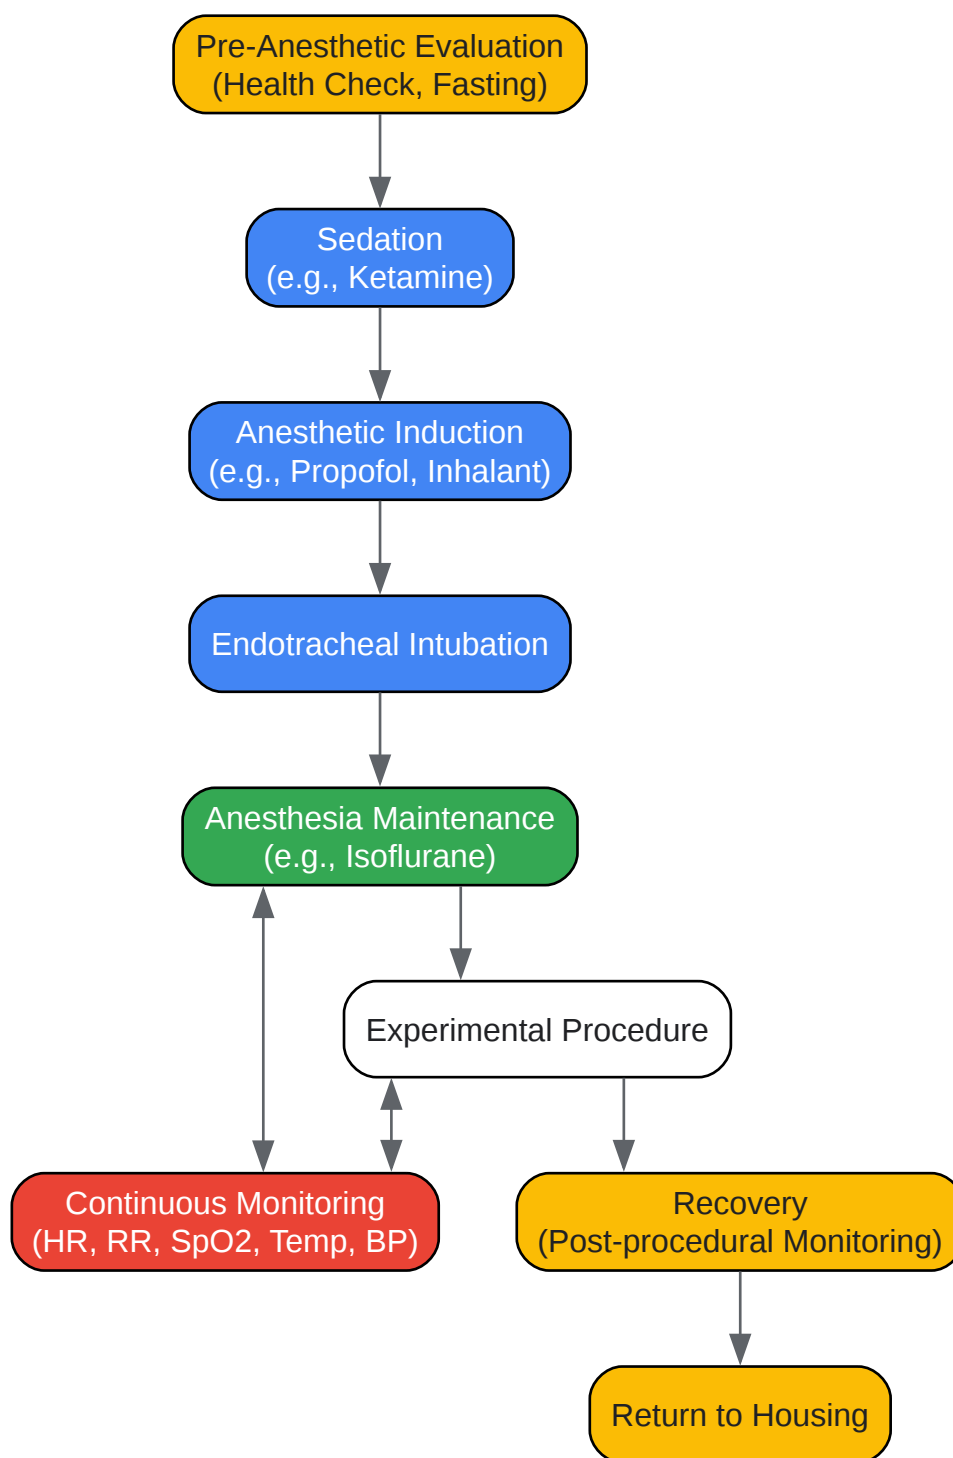 Pre-Anesthetic Evaluation
(Health Check, Fasting)
Sedation
(e.g., Ketamine)
Anesthetic Induction
(e.g., Propofol, Inhalant)
Endotracheal Intubation
Anesthesia Maintenance
(e.g., Isoflurane)
Experimental Procedure
Continuous Monitoring
(HR, RR, SpO2, Temp, BP)
Recovery
(Post-procedural Monitoring)
Return to Housing